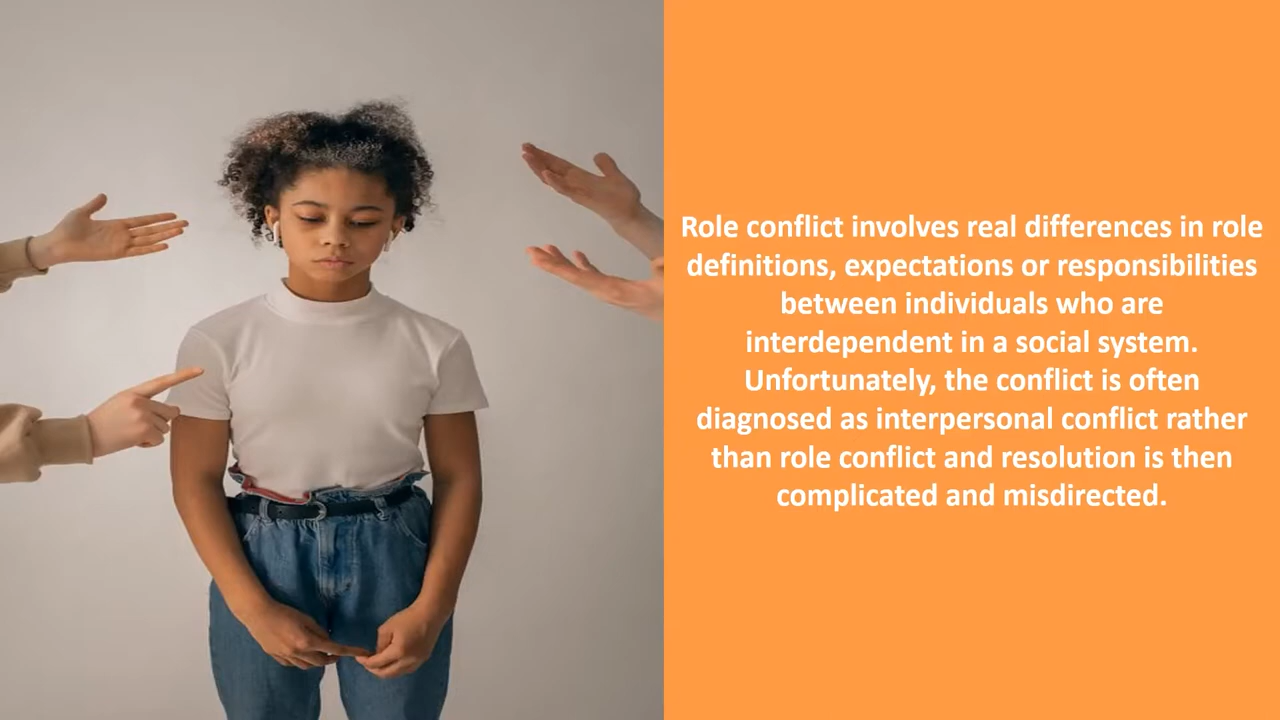 Role conflict involves real differences in role
definitions, expectations or responsibilities
between individuals who are
interdependent in a social system.
Unfortunately, the conflict is often
diagnosed as interpersonal conflict rather
than role conflict and resolution is then
complicated and misdirected.